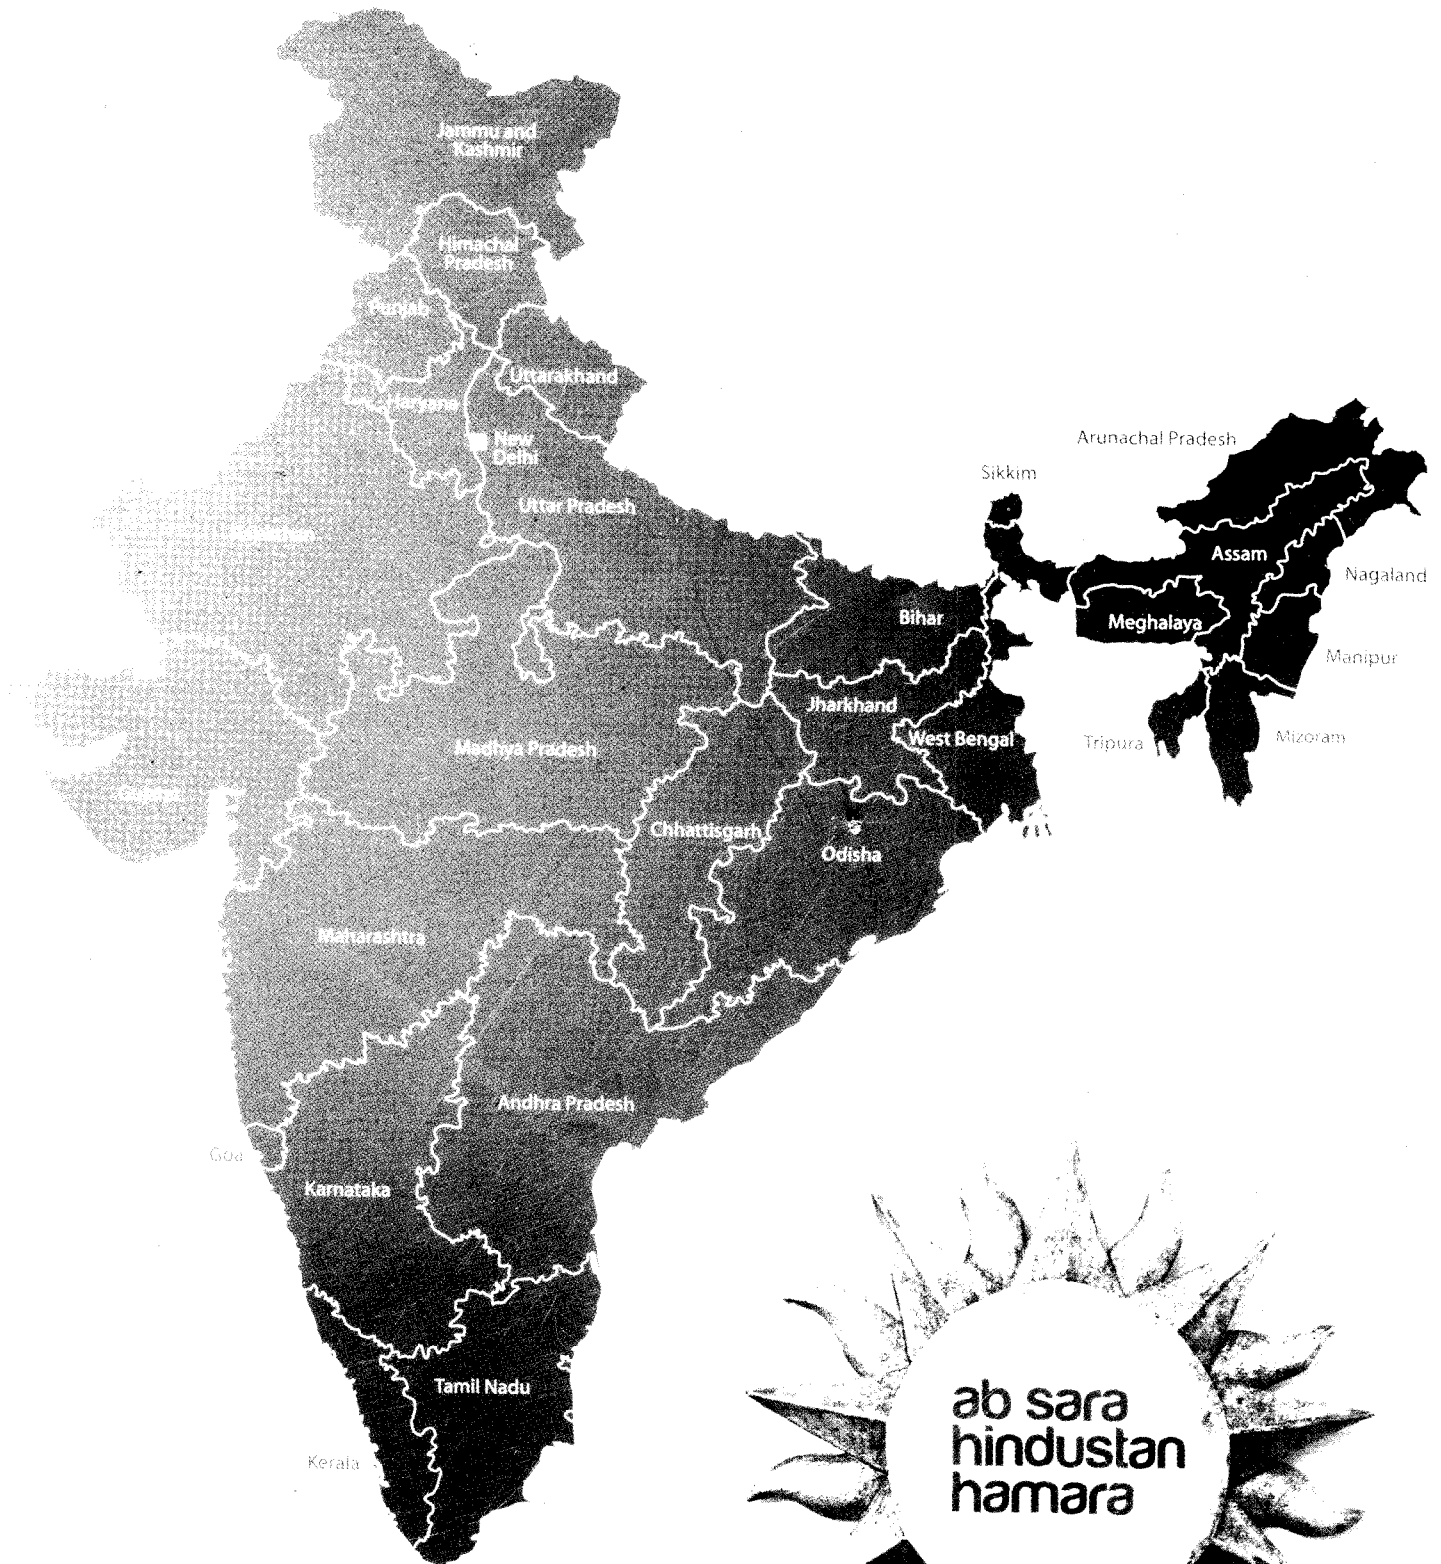 Jammu and
Kashmir
Himachal
Pradesh
Punjab
Uttarakhand
Haryana
New
Delhi
Arunachal Pradesh
Sikkim
Uttar Pradesh
Assam
Nagaland
Bihar
Meghalaya
Manipur
Jharkhand
West Bengal
Tripura
Mizoram
Madhya Pradesh
Chhattisgarh
Odisha
Maharashtra
Andhra Pradesh
Goa
Karnataka
Tamil Nadu
Kerala
ab sara
hindustan
hamara